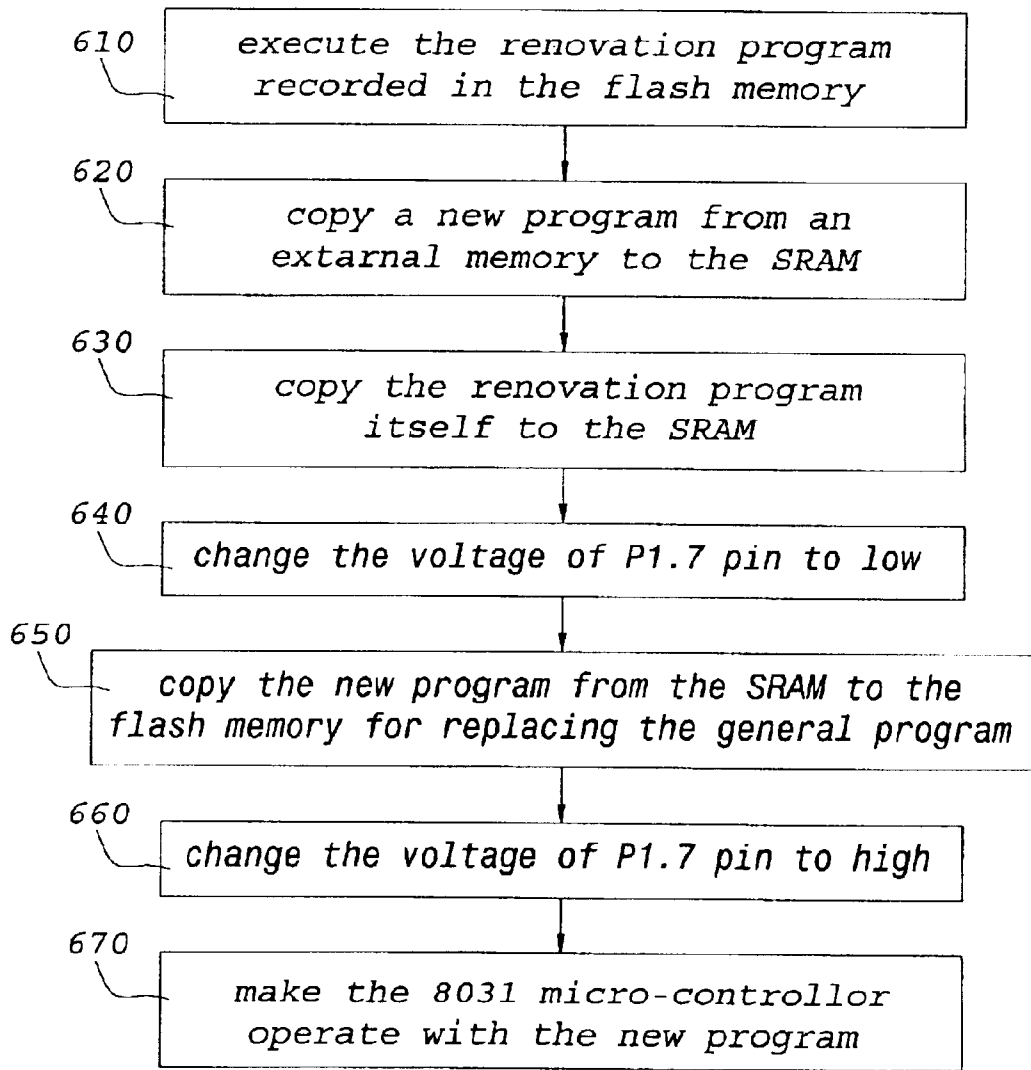 610
execute the renovation program
recorded in the flash memory
620
copy a new program from an
extarnal memory to the SRAM
630
copy the renovation program
itself to the SRAM
640
change the voltage of P1.7 pin to low
650
copy the new program from the SRAM to the
flash memory for replacing the general program
660
change the voltage of P1.7 pin to high
670
make the 8031 micro-controllor
operate with the new program